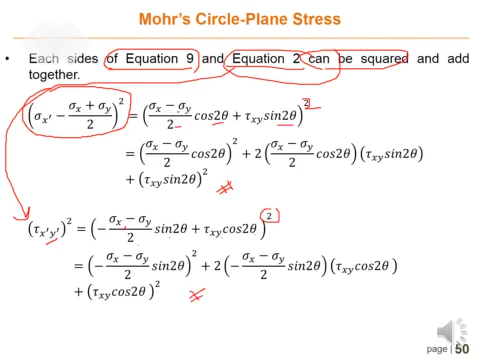 Mohr's Circle-Plane Stress
• Each sides of Equation 9 and Equation 2 can be squared and add
together.
(σx′ − (σx + σy)/2)² = ((σx − σy)/2 cos2θ + τxy sin2θ)²
= ((σx − σy)/2 cos2θ)² + 2((σx − σy)/2 cos2θ)(τxy sin2θ)
+ (τxy sin2θ)²
(τx′y′)² = (−(σx − σy)/2 sin2θ + τxy cos2θ)²
= (−(σx − σy)/2 sin2θ)² + 2(−(σx − σy)/2 sin2θ)(τxy cos2θ)
+ (τxy cos2θ)²
page | 50